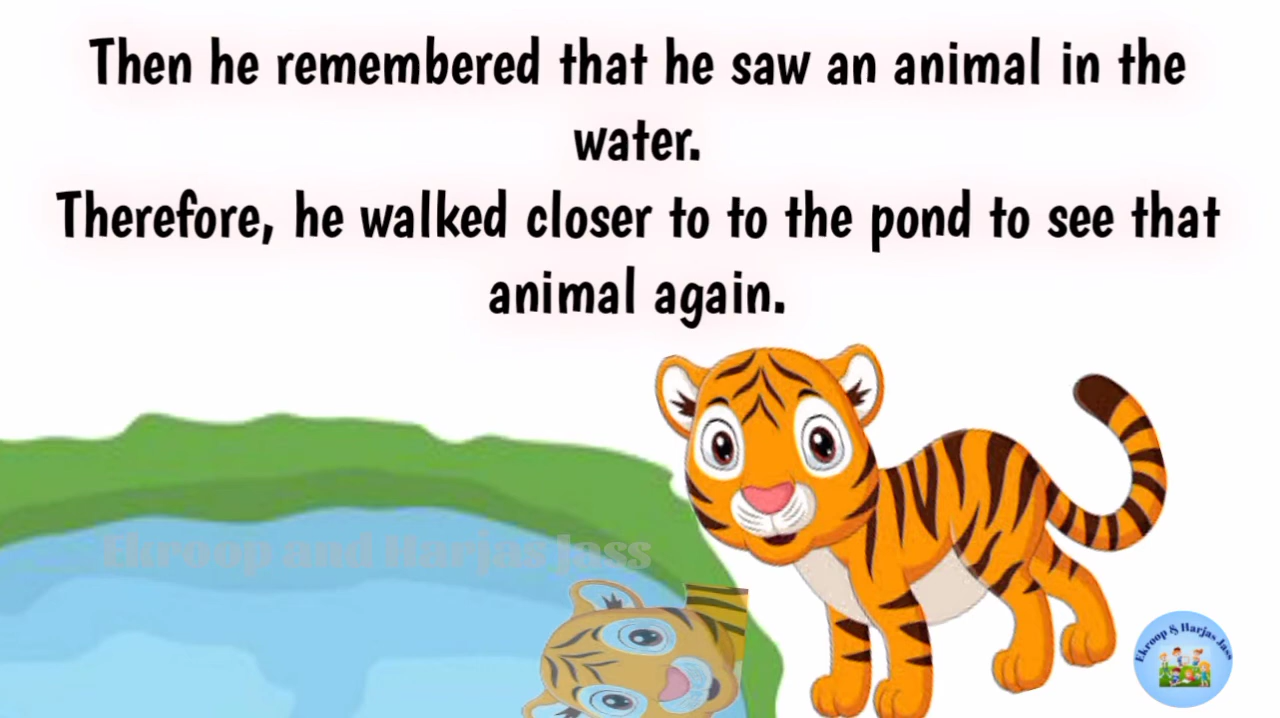 Then he remembered that he saw an animal in the
water.
Therefore, he walked closer to to the pond to see that
animal again.
Ekroop and Harjas Jass
Ekroop & Harjas Jass